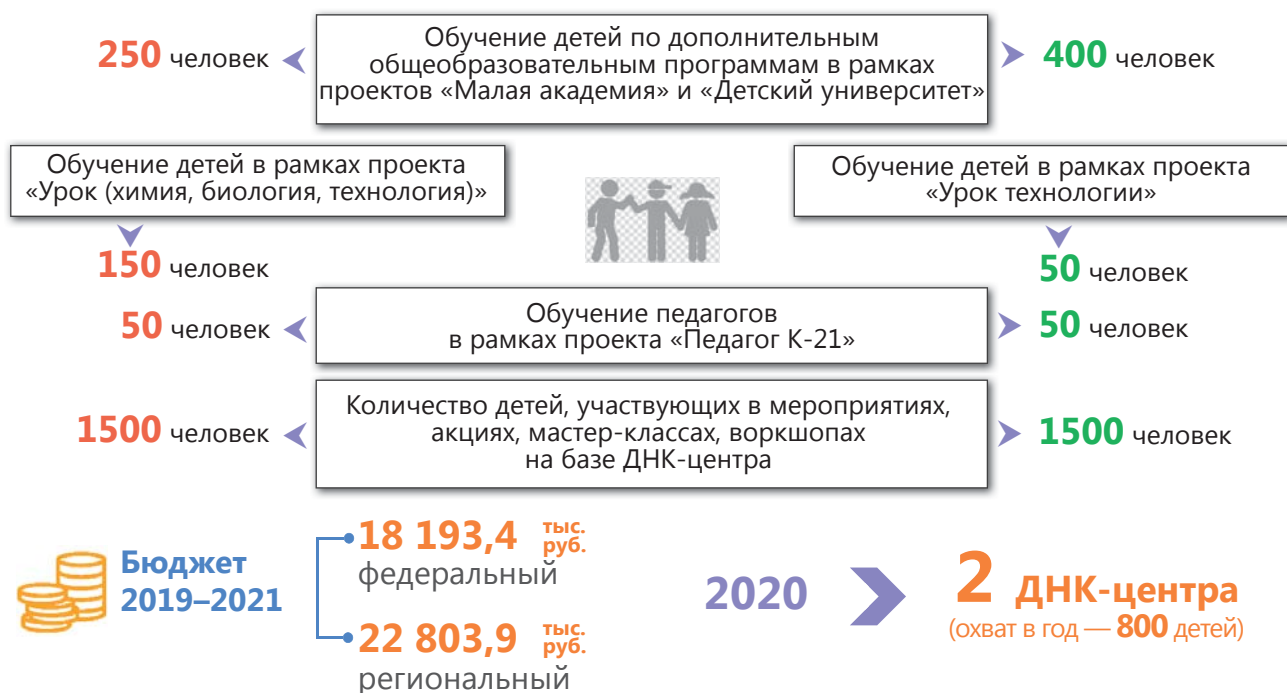 250 человек
Обучение детей по дополнительным
общеобразовательным программам в рамках
проектов «Малая академия» и «Детский университет»
400 человек
Обучение детей в рамках проекта
«Урок (химия, биология, технология)»
150 человек
Обучение детей в рамках проекта
«Урок технологии»
50 человек
50 человек
Обучение педагогов
в рамках проекта «Педагог К-21»
50 человек
1500 человек
Количество детей, участвующих в мероприятиях,
акциях, мастер-классах, воркшопах
на базе ДНК-центра
1500 человек
Бюджет
2019–2021
18 193,4 тыс. руб.
федеральный
22 803,9 тыс. руб.
региональный
2020
2 ДНК-центра
(охват в год — 800 детей)